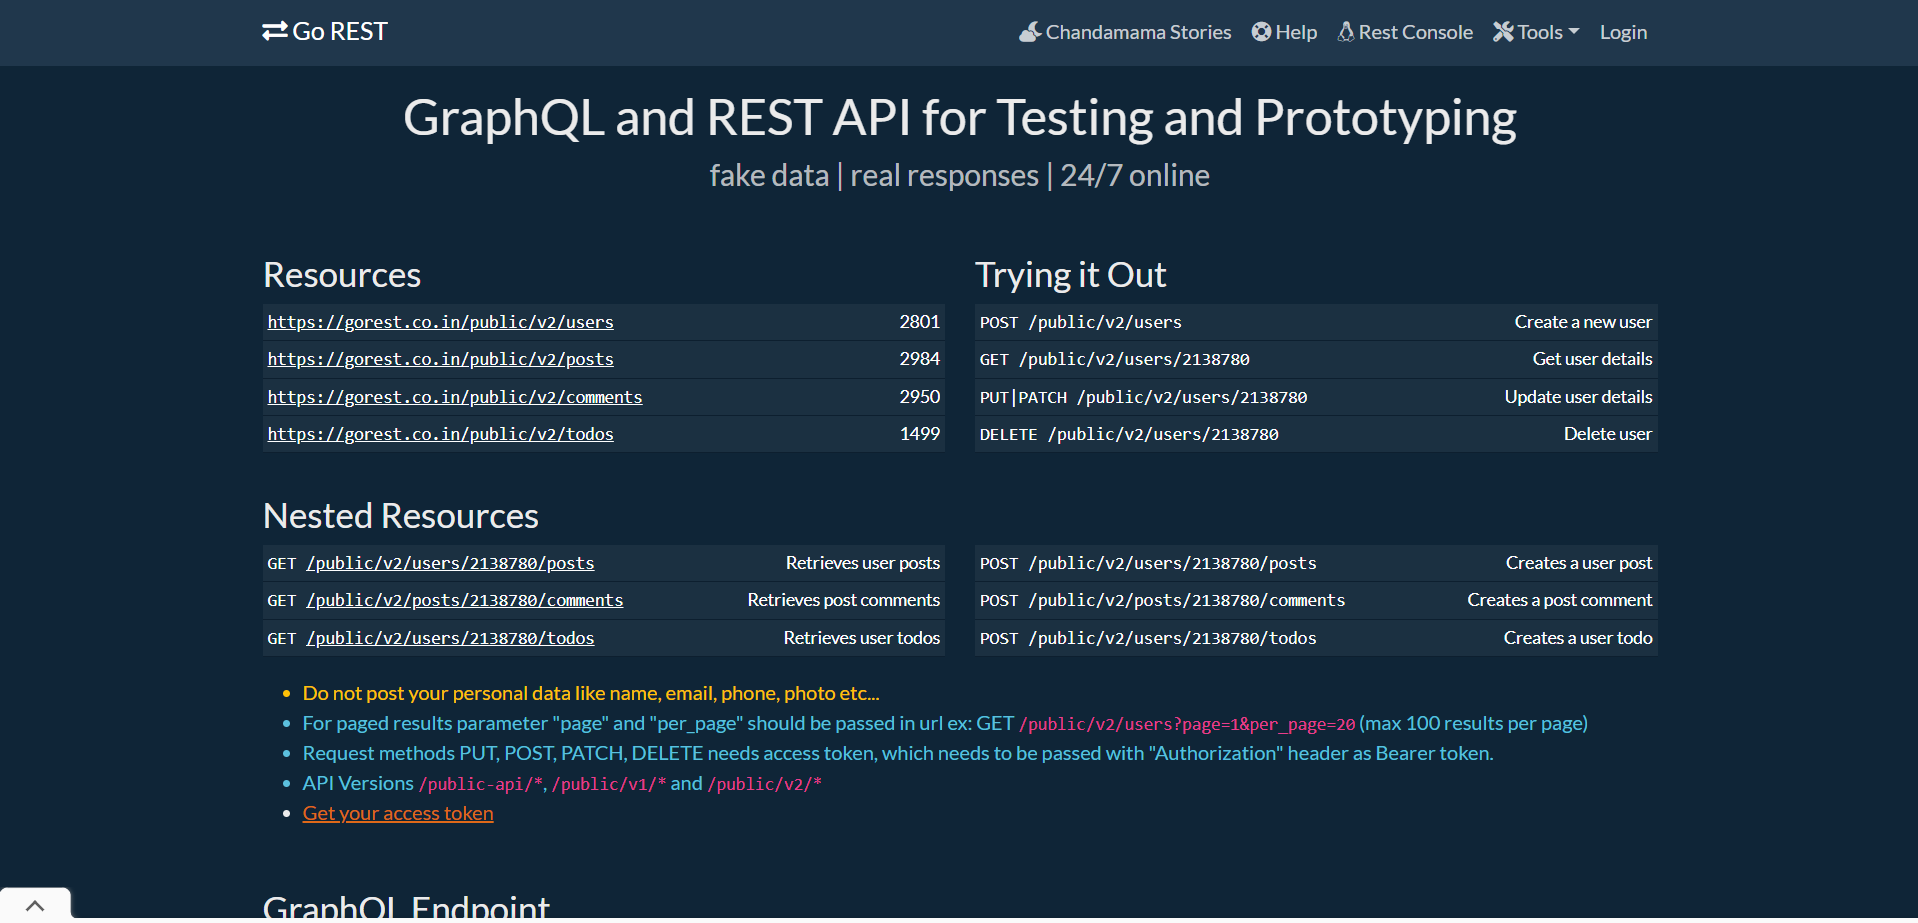 Go REST
Chandamama Stories Help Rest Console Tools Login
GraphQL and REST API for Testing and Prototyping
fake data | real responses | 24/7 online
Resources
https://gorest.co.in/public/v2/users 2801
https://gorest.co.in/public/v2/posts 2984
https://gorest.co.in/public/v2/comments 2950
https://gorest.co.in/public/v2/todos 1499
Trying it Out
POST /public/v2/users Create a new user
GET /public/v2/users/2138780 Get user details
PUT|PATCH /public/v2/users/2138780 Update user details
DELETE /public/v2/users/2138780 Delete user
Nested Resources
GET /public/v2/users/2138780/posts Retrieves user posts
GET /public/v2/posts/2138780/comments Retrieves post comments
GET /public/v2/users/2138780/todos Retrieves user todos
POST /public/v2/users/2138780/posts Creates a user post
POST /public/v2/posts/2138780/comments Creates a post comment
POST /public/v2/users/2138780/todos Creates a user todo
Do not post your personal data like name, email, phone, photo etc...
For paged results parameter "page" and "per_page" should be passed in url ex: GET /public/v2/users?page=1&per_page=20 (max 100 results per page)
Request methods PUT, POST, PATCH, DELETE needs access token, which needs to be passed with "Authorization" header as Bearer token.
API Versions /public-api/*, /public/v1/* and /public/v2/*
Get your access token
GraphQL Endpoint